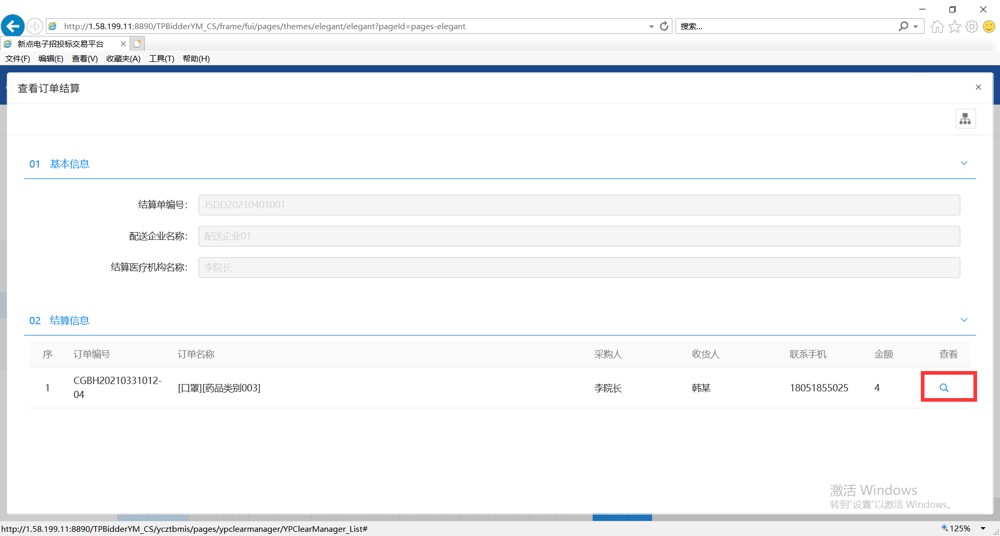 http://1.58.199.11:8890/TPBidderYM_CS/frame/fui/pages/themes/elegant/elegant?pageId=pages-elegant
搜索...
新点电子招投标交易平台
文件(F) 编辑(E) 查看(V) 收藏夹(A) 工具(T) 帮助(H)
查看订单结算
01 基本信息
结算单编号: JSDD20210401001
配送企业名称: 配送企业01
结算医疗机构名称: 李院长
02 结算信息
序 订单编号 订单名称 采购人 收货人 联系手机 金额 查看
1 CGBH20210331012-04 [口罩][药品类别003] 李院长 韩某 18051855025 4
激活 Windows
转到"设置"以激活 Windows。
http://1.58.199.11:8890/TPBidderYM_CS/ycztbmis/pages/ypclearmanager/YPClearManager_List#
125%